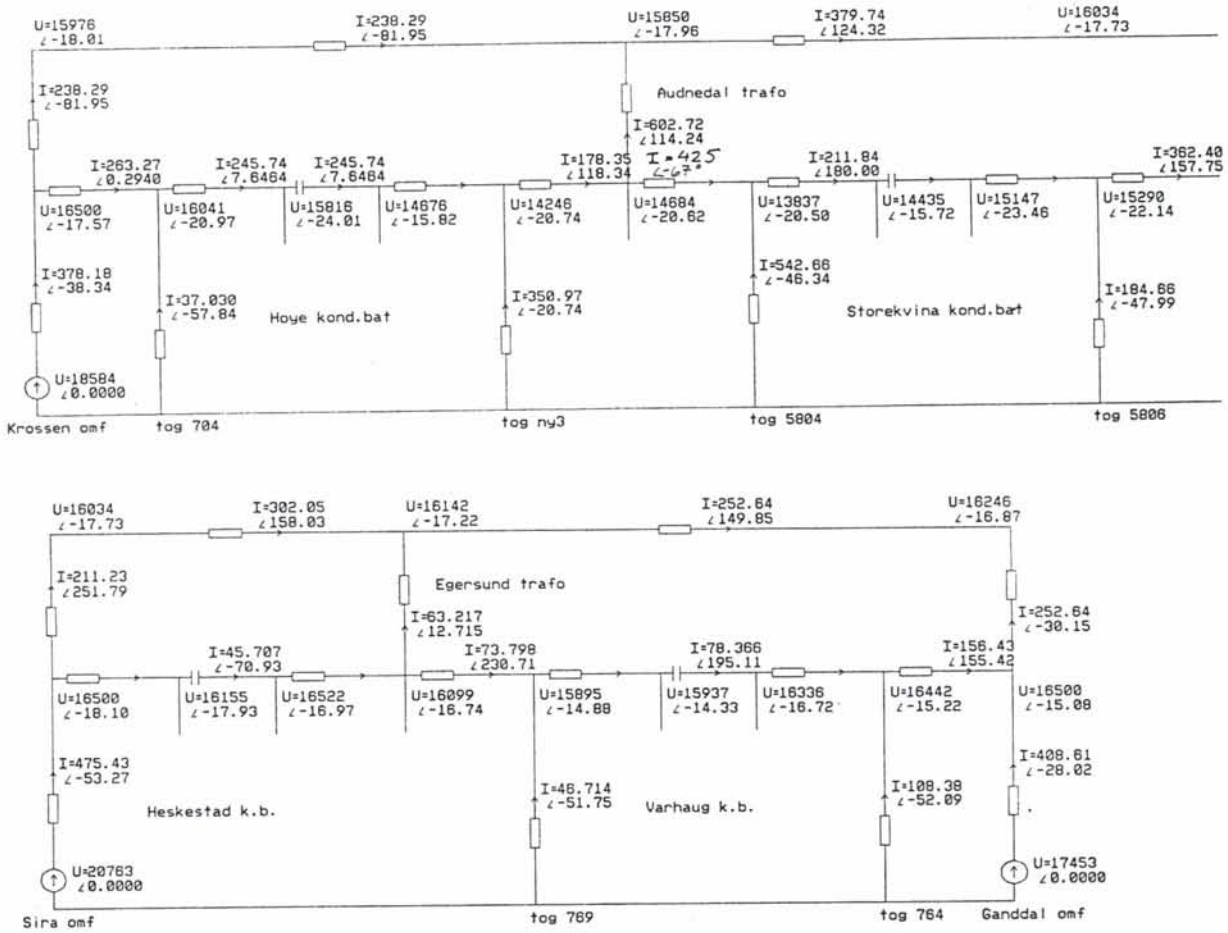 U=15976
∠-18.01
I=238.29
∠-81.95
U=15850
∠-17.96
I=379.74
∠124.32
U=16034
∠-17.73
I=238.29
∠-81.95
Audnedal trafo
I=602.72
∠114.24
I=263.27
∠0.2940
I=245.74
∠7.6464
I=245.74
∠7.6464
I=178.35
∠118.34
I=425
∠-67°
I=211.84
∠180.00
I=362.40
∠157.75
U=16500
∠-17.57
U=16041
∠-20.97
U=15816
∠-24.01
U=14676
∠-15.82
U=14246
∠-20.74
U=14684
∠-20.62
U=13837
∠-20.50
U=14435
∠-15.72
U=15147
∠-23.46
U=15290
∠-22.14
I=378.18
∠-38.34
I=37.030
∠-57.84
Hoye kond.bat
I=350.97
∠-20.74
I=542.66
∠-46.34
Storekvina kond.bat
I=184.66
∠-47.99
U=18584
∠0.0000
Krossen omf
tog 704
tog ny3
tog 5804
tog 5806
U=16034
∠-17.73
I=302.05
∠158.03
U=16142
∠-17.22
I=252.64
∠149.85
U=16246
∠-16.87
I=211.23
∠251.79
Egersund trafo
I=63.217
∠12.715
I=252.64
∠-30.15
I=45.707
∠-70.93
I=73.798
∠230.71
I=78.366
∠195.11
I=156.43
∠155.42
U=16500
∠-18.10
U=16155
∠-17.93
U=16522
∠-16.97
U=16099
∠-16.74
U=15895
∠-14.88
U=15937
∠-14.33
U=16336
∠-16.72
U=16442
∠-15.22
U=16500
∠-15.08
I=475.43
∠-53.27
Heskestad k.b.
I=46.714
∠-51.75
Varhaug k.b.
I=108.38
∠-52.09
I=408.61
∠-28.02
U=20763
∠0.0000
U=17453
∠0.0000
Sira omf
tog 769
tog 764
Ganddal omf